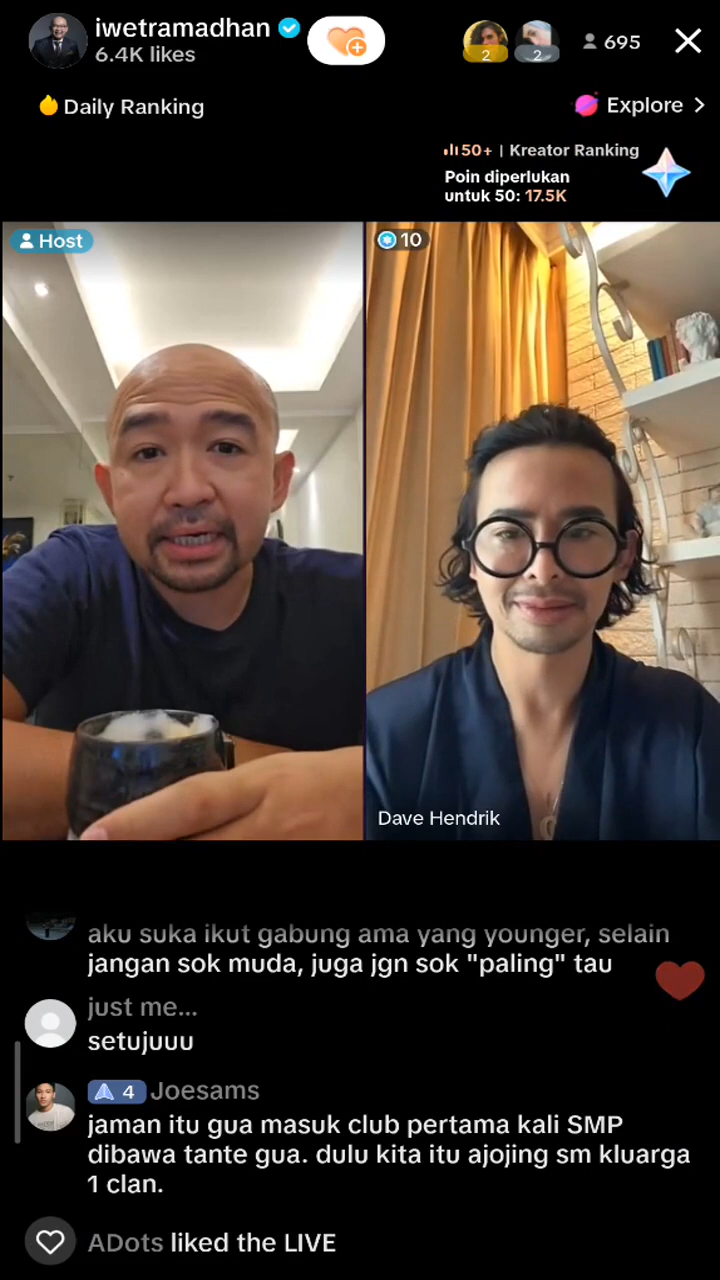 iwetramadhan
6.4K likes
2
2
695
Daily Ranking
Explore
50+ | Kreator Ranking
Poin diperlukan
untuk 50: 17.5K
Host
10
Dave Hendrik
aku suka ikut gabung ama yang younger, selain
jangan sok muda, juga jgn sok "paling" tau
just me...
setujuuu
4 Joesams
jaman itu gua masuk club pertama kali SMP
dibawa tante gua. dulu kita itu ajojing sm kluarga
1 clan.
ADots liked the LIVE